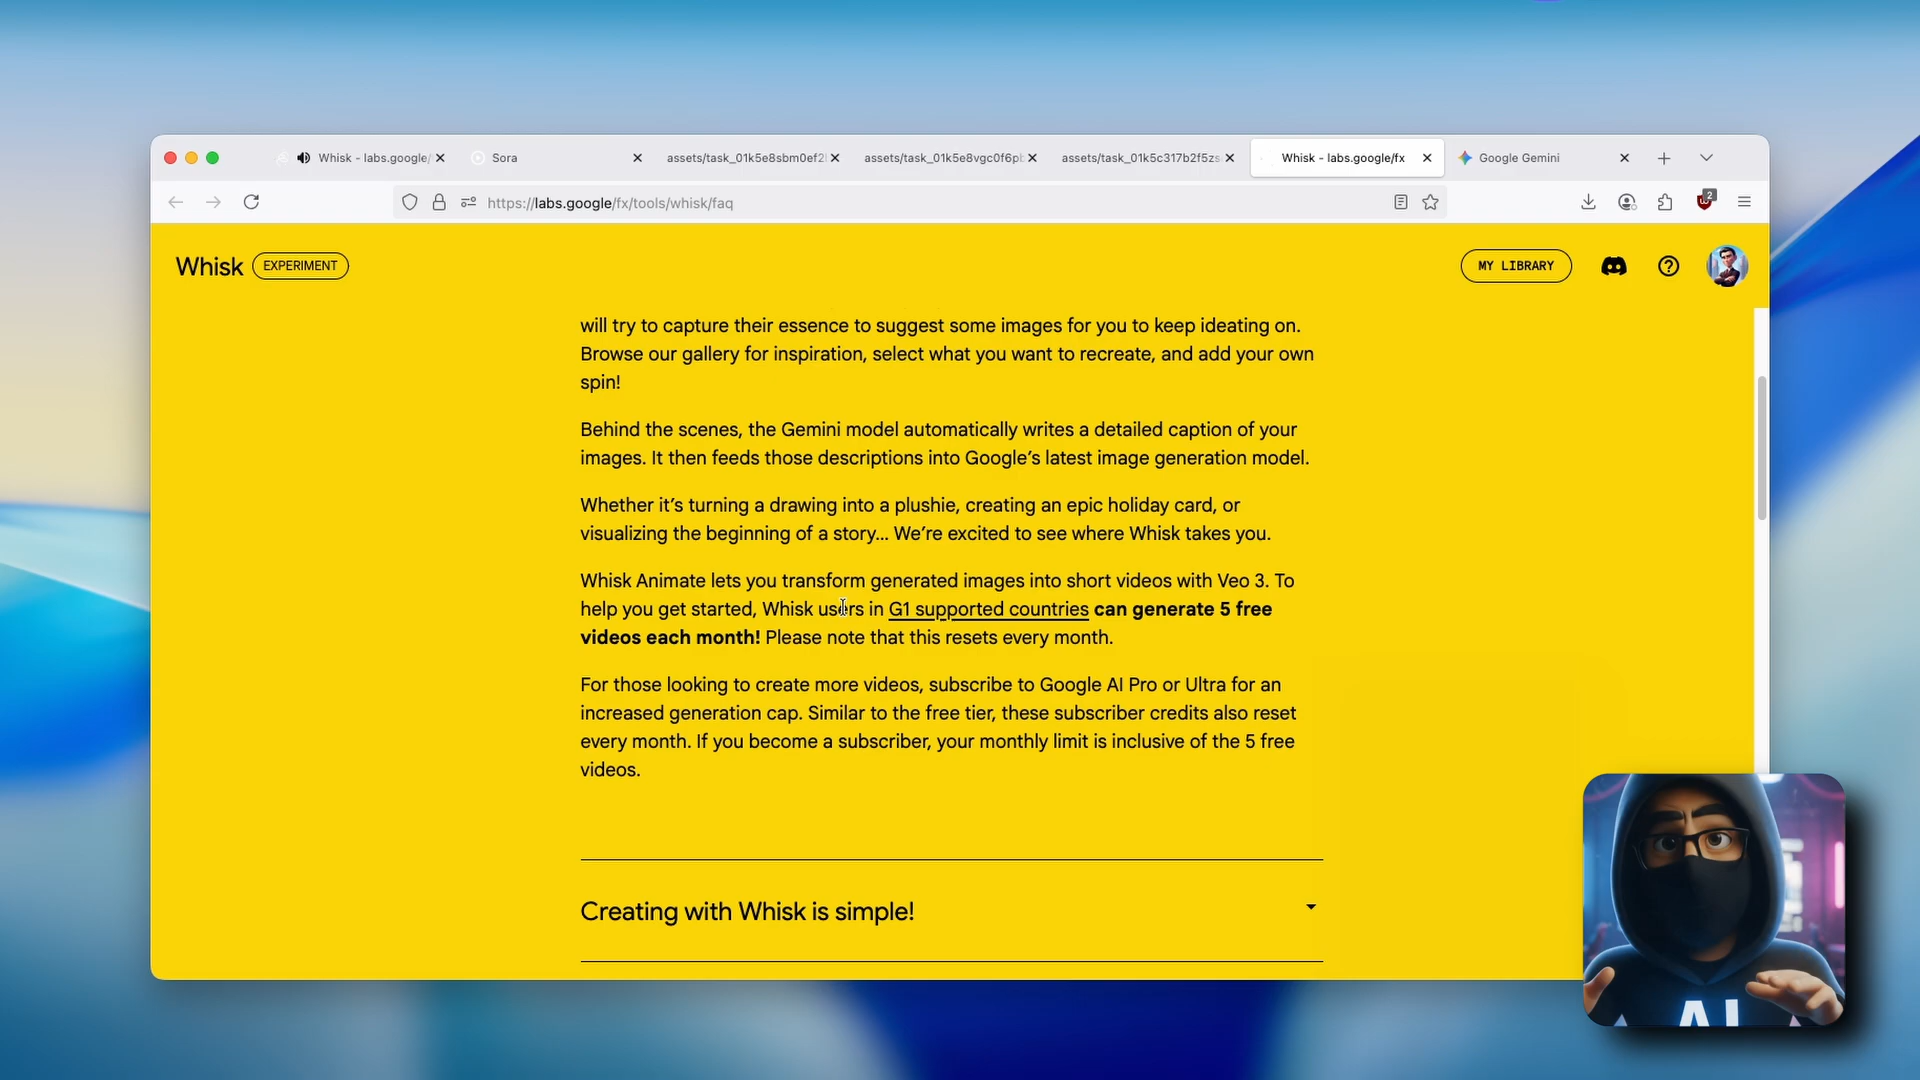 Whisk - labs.google/
Sora
assets/task_01k5e8sbm0ef2
assets/task_01k5e8vgc0f6p
assets/task_01k5c317b2f5zs
Whisk - labs.google/fx
Google Gemini
https://labs.google/fx/tools/whisk/faq
2
Whisk
EXPERIMENT
MY LIBRARY
will try to capture their essence to suggest some images for you to keep ideating on.
Browse our gallery for inspiration, select what you want to recreate, and add your own
spin!
Behind the scenes, the Gemini model automatically writes a detailed caption of your
images. It then feeds those descriptions into Google’s latest image generation model.
Whether it’s turning a drawing into a plushie, creating an epic holiday card, or
visualizing the beginning of a story... We’re excited to see where Whisk takes you.
Whisk Animate lets you transform generated images into short videos with Veo 3. To
help you get started, Whisk users in G1 supported countries can generate 5 free
videos each month! Please note that this resets every month.
For those looking to create more videos, subscribe to Google AI Pro or Ultra for an
increased generation cap. Similar to the free tier, these subscriber credits also reset
every month. If you become a subscriber, your monthly limit is inclusive of the 5 free
videos.
Creating with Whisk is simple!
AI